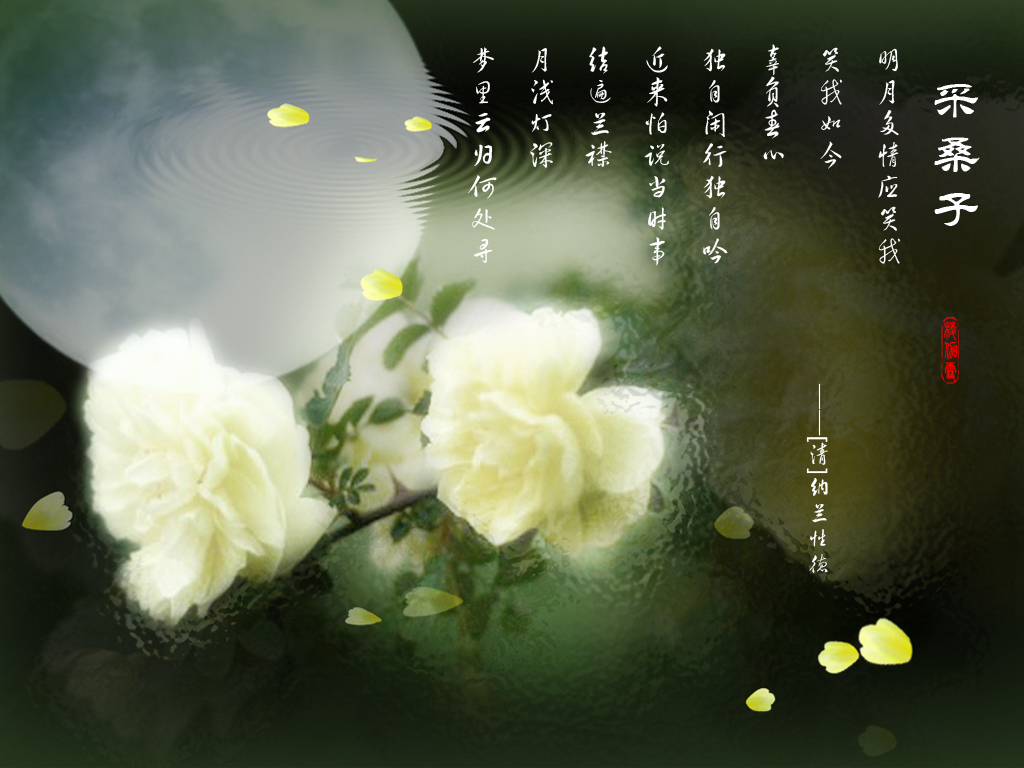 采桑子
明月多情应笑我
笑我如今
辜负春心
独自闲行独自吟
近来怕说当时事
结遍兰襟
月浅灯深
梦里云归何处寻
——[清]纳兰性德